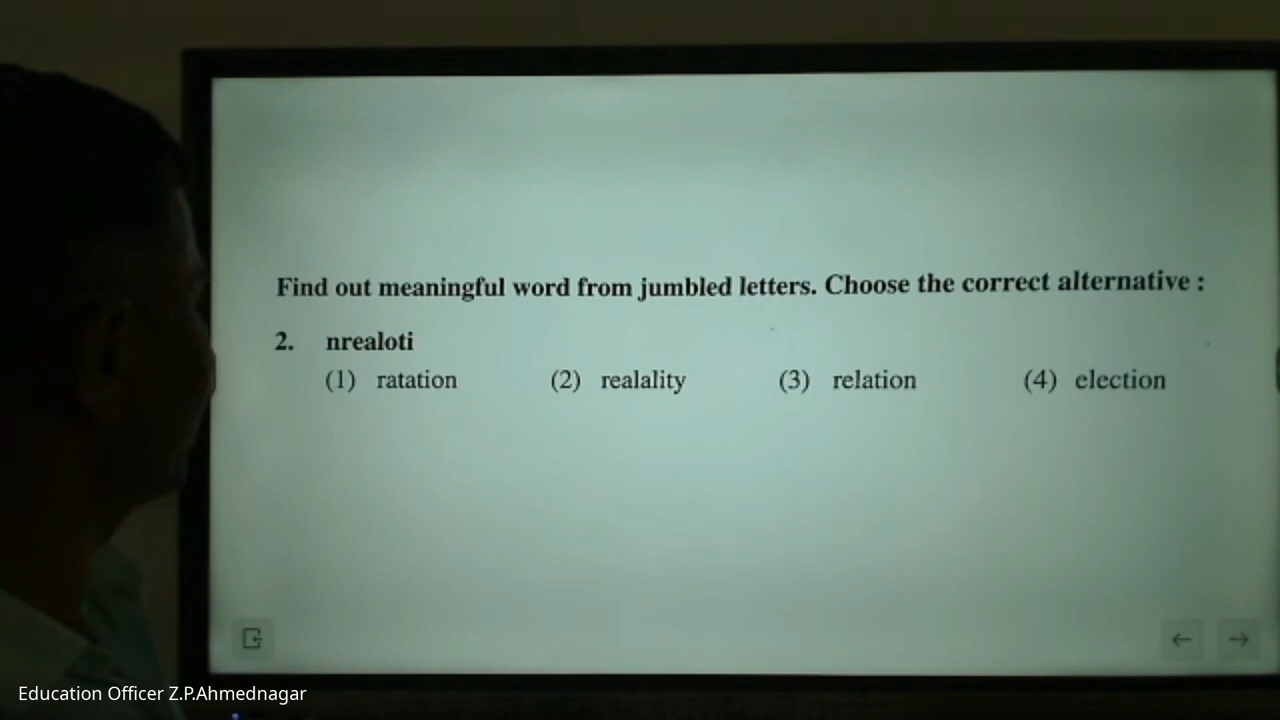 Find out meaningful word from jumbled letters. Choose the correct alternative :
2. nrealoti
(1) ratation (2) realality (3) relation (4) election
Education Officer Z.P.Ahmednagar